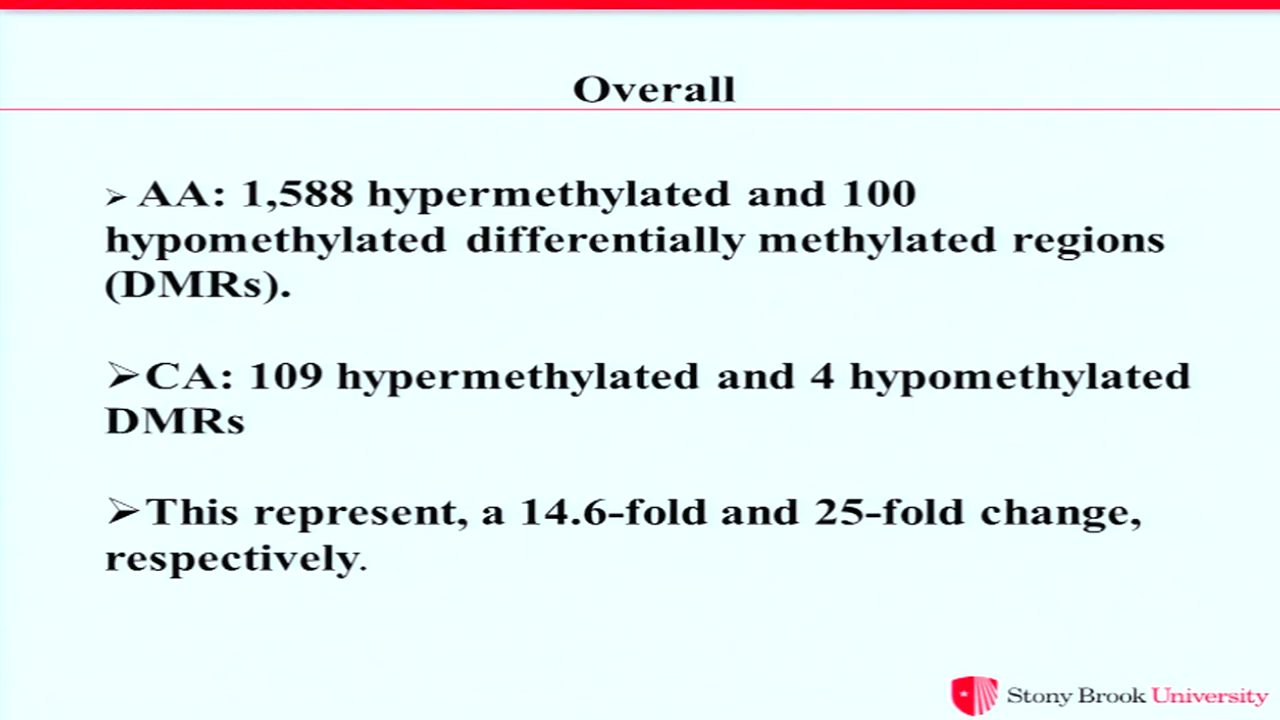 Overall
➢ AA: 1,588 hypermethylated and 100
hypomethylated differentially methylated regions
(DMRs).
➢CA: 109 hypermethylated and 4 hypomethylated
DMRs
➢This represent, a 14.6-fold and 25-fold change,
respectively.
Stony Brook University